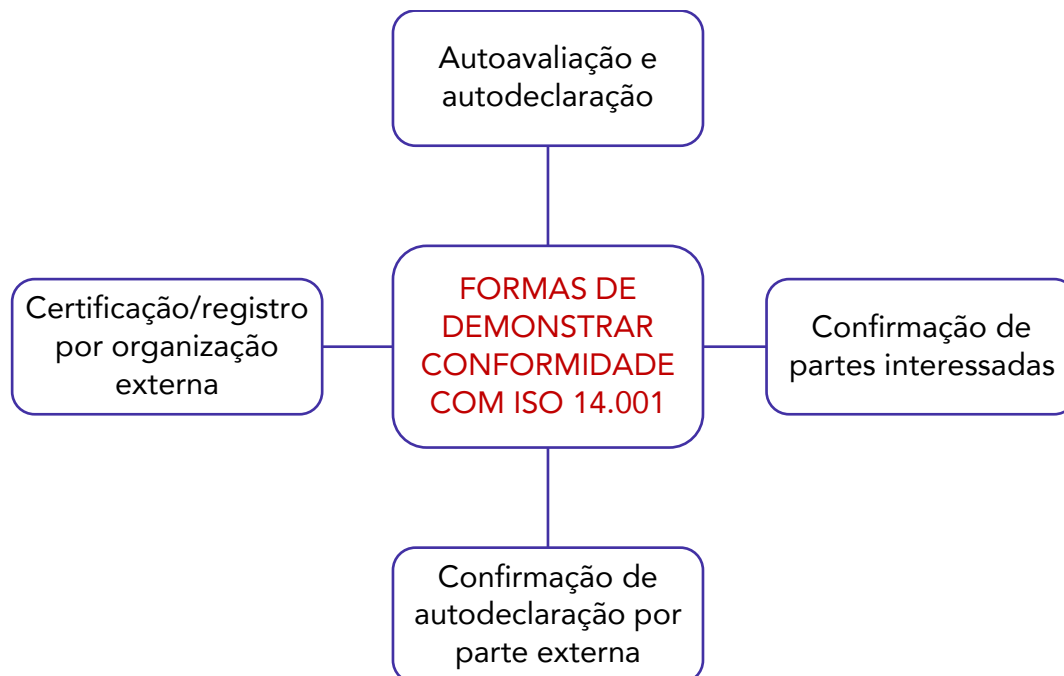 Autoavaliação e
autodeclaração
Certificação/registro
por organização
externa
FORMAS DE
DEMONSTRAR
CONFORMIDADE
COM ISO 14.001
Confirmação de
partes interessadas
Confirmação de
autodeclaração por
parte externa